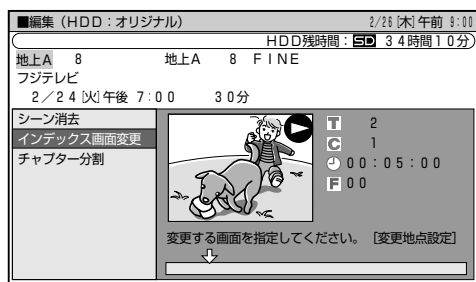 ■編集（HDD：オリジナル） 2/26[木]午前 9:00
HDD残時間：SD 34時間10分
地上A 8 地上A 8 FINE
フジテレビ
2／24[火]午後 7:00 30分
シーン消去
インデックス画面変更
チャプター分割
T 2
C 1
00:05:00
F 00
変更する画面を指定してください。［変更地点設定］